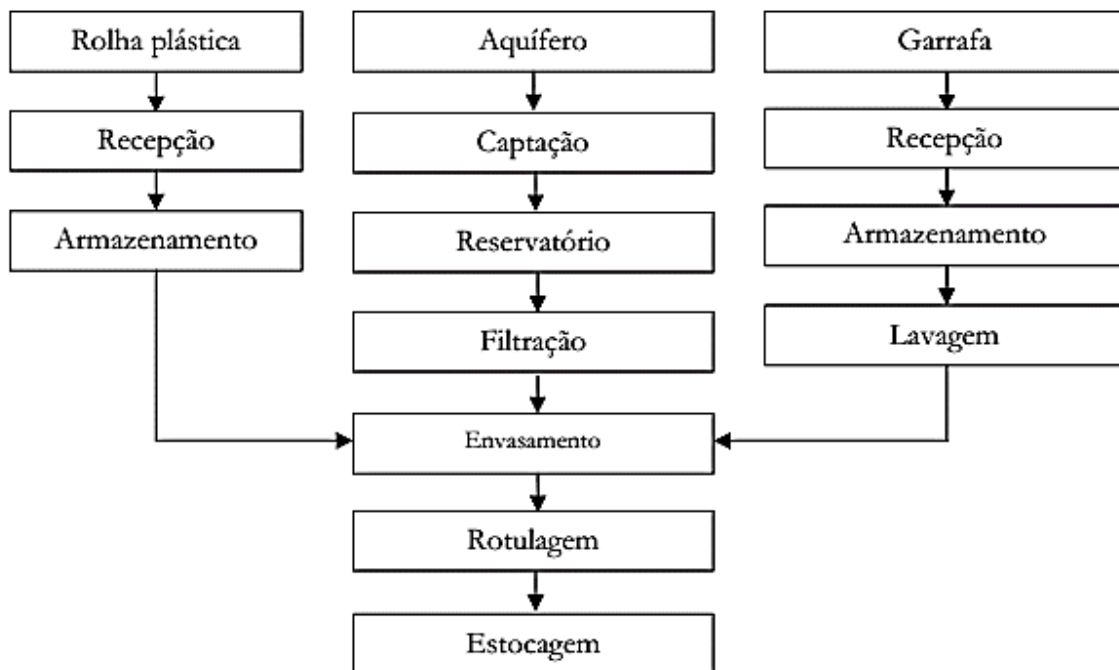 Rolha plástica
Aquífero
Garrafa
Recepção
Captação
Recepção
Armazenamento
Reservatório
Armazenamento
Filtração
Lavagem
Envasamento
Rotulagem
Estocagem